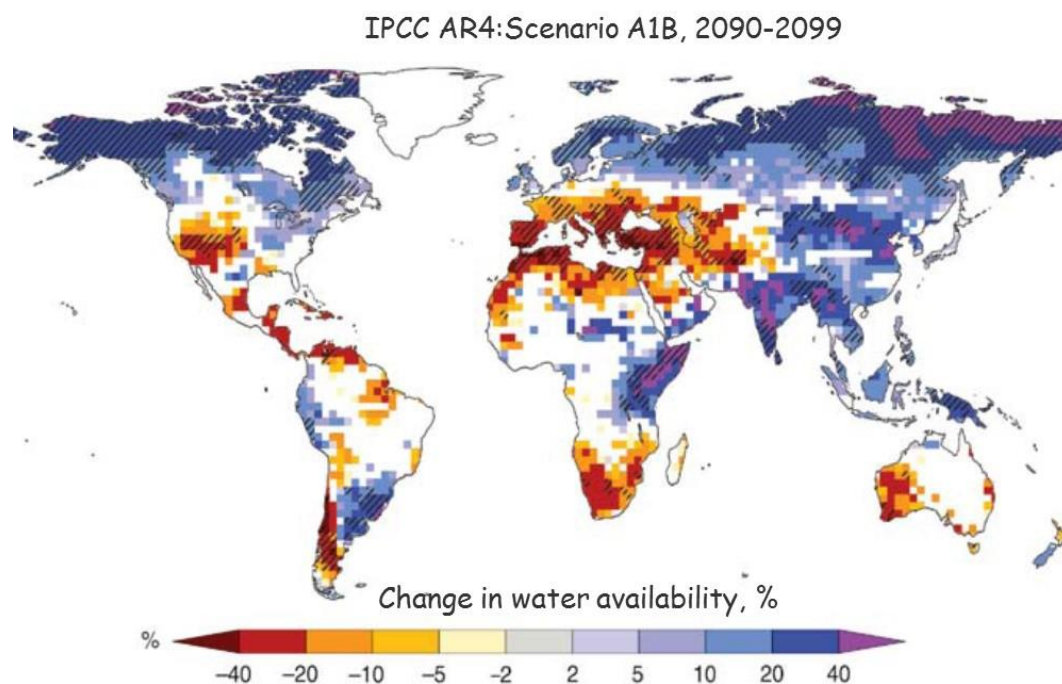 IPCC AR4:Scenario A1B, 2090-2099
Change in water availability, %
%
−40 −20 −10 −5 −2 2 5 10 20 40